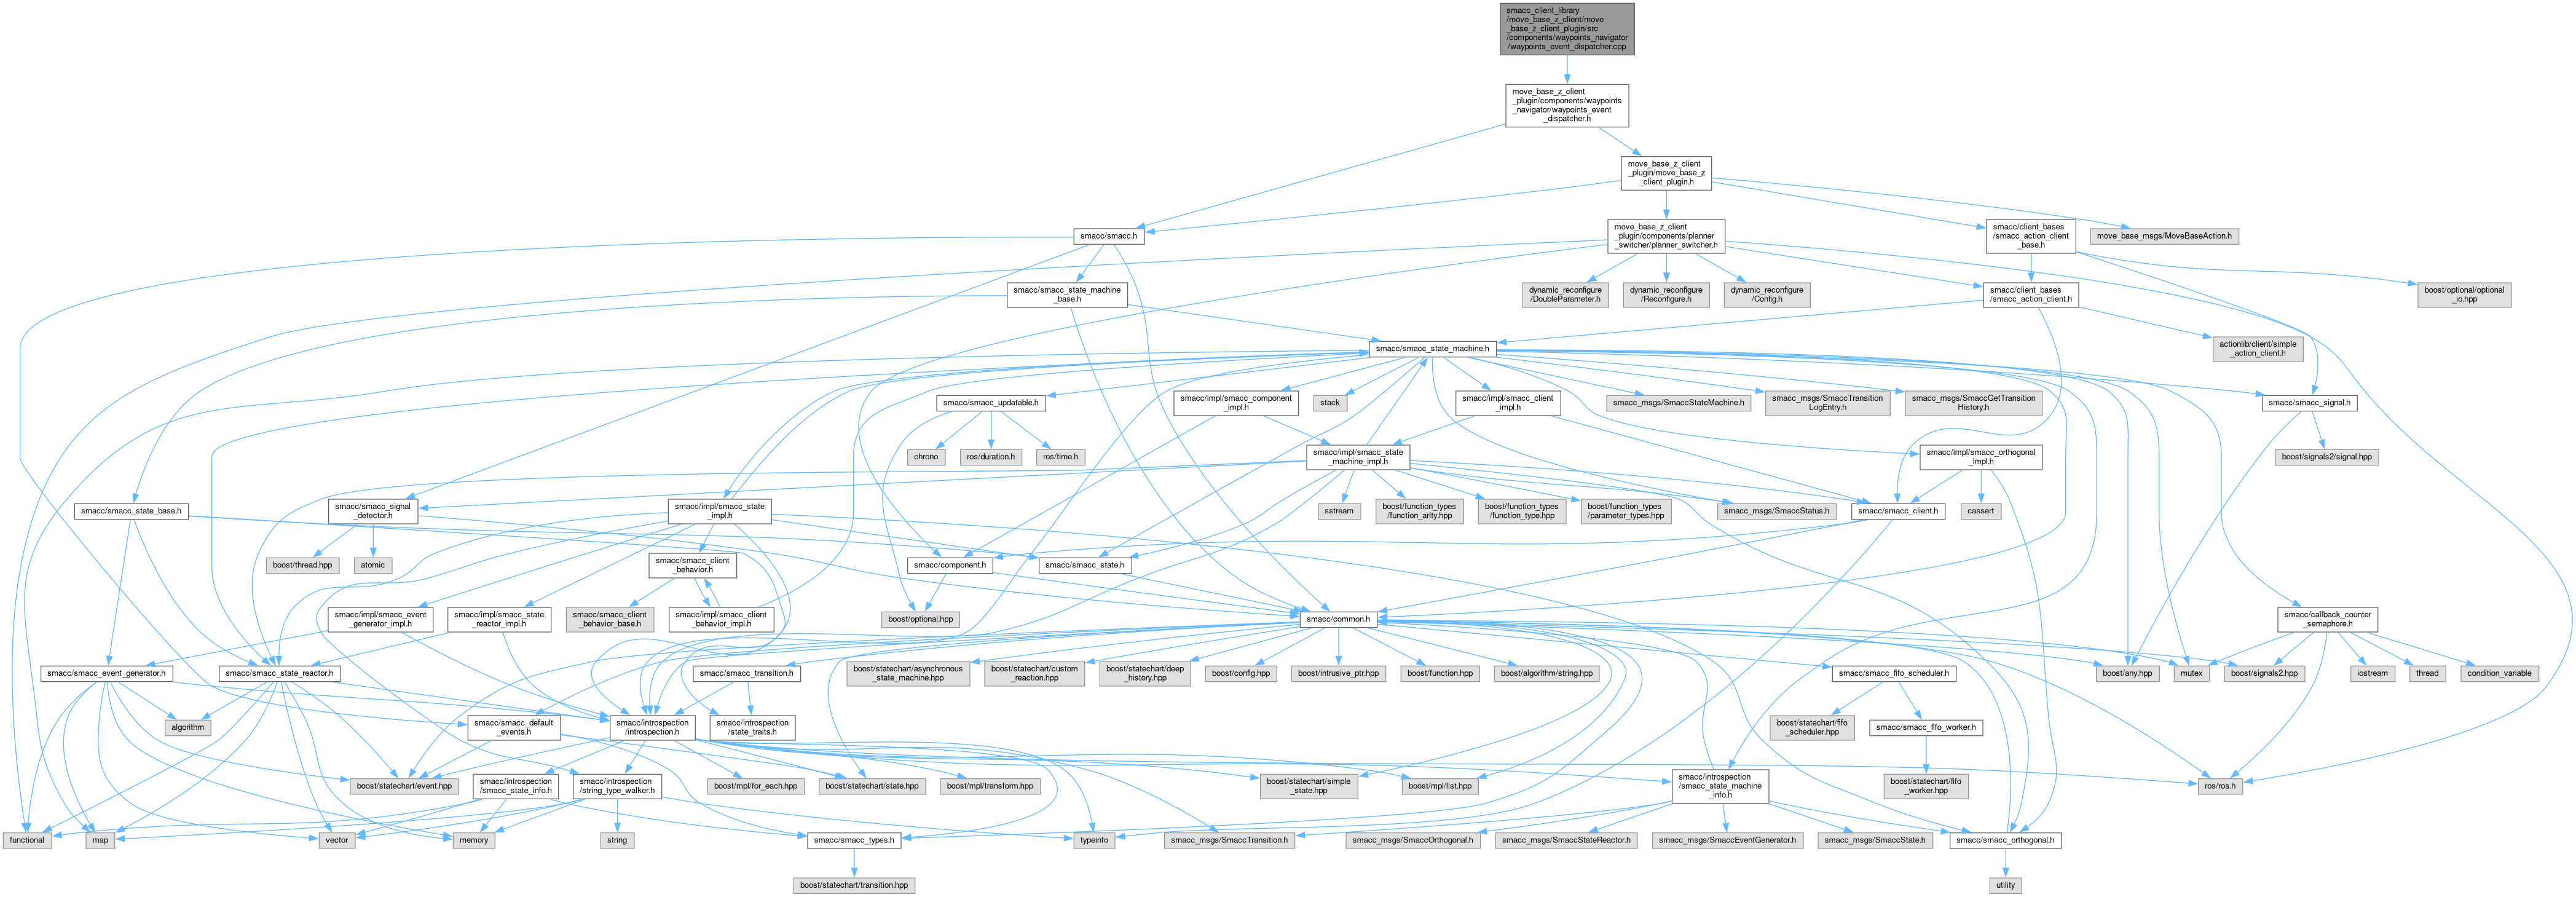 smacc_client_library
/move_base_z_client/move
_base_z_client_plugin/src
/components/waypoints_navigator
/waypoints_event_dispatcher.cpp
move_base_z_client
_plugin/components/waypoints
_navigator/waypoints_event
_dispatcher.h
move_base_z_client
_plugin/move_base_z
_client_plugin.h
smacc/smacc.h
move_base_z_client
_plugin/components/planner
_switcher/planner_switcher.h
smacc/client_bases
/smacc_action_client
_base.h
move_base_msgs/MoveBaseAction.h
smacc/smacc_state_machine
_base.h
dynamic_reconfigure
/DoubleParameter.h
dynamic_reconfigure
/Reconfigure.h
dynamic_reconfigure
/Config.h
smacc/client_bases
/smacc_action_client.h
boost/optional/optional
_io.hpp
smacc/smacc_state_machine.h
actionlib/client/simple
_action_client.h
smacc/smacc_updatable.h
smacc/impl/smacc_component
_impl.h
stack
smacc/impl/smacc_client
_impl.h
smacc_msgs/SmaccStateMachine.h
smacc_msgs/SmaccTransition
LogEntry.h
smacc_msgs/SmaccGetTransition
History.h
smacc/smacc_signal.h
chrono
ros/duration.h
ros/time.h
smacc/impl/smacc_state
_machine_impl.h
smacc/impl/smacc_orthogonal
_impl.h
boost/signals2/signal.hpp
smacc/smacc_state_base.h
smacc/smacc_signal
_detector.h
smacc/impl/smacc_state
_impl.h
sstream
boost/function_types
/function_arity.hpp
boost/function_types
/function_type.hpp
boost/function_types
/parameter_types.hpp
smacc_msgs/SmaccStatus.h
smacc/smacc_client.h
cassert
boost/thread.hpp
atomic
smacc/smacc_client
_behavior.h
smacc/component.h
smacc/smacc_state.h
smacc/impl/smacc_event
_generator_impl.h
smacc/impl/smacc_state
_reactor_impl.h
smacc/smacc_client
_behavior_base.h
smacc/impl/smacc_client
_behavior_impl.h
boost/optional.hpp
smacc/common.h
smacc/callback_counter
_semaphore.h
smacc/smacc_event_generator.h
smacc/smacc_state_reactor.h
smacc/smacc_transition.h
boost/statechart/asynchronous
_state_machine.hpp
boost/statechart/custom
_reaction.hpp
boost/statechart/deep
_history.hpp
boost/config.hpp
boost/intrusive_ptr.hpp
boost/function.hpp
boost/algorithm/string.hpp
smacc/smacc_fifo_scheduler.h
boost/any.hpp
mutex
boost/signals2.hpp
iostream
thread
condition_variable
algorithm
smacc/smacc_default
_events.h
smacc/introspection
/introspection.h
smacc/introspection
/state_traits.h
boost/statechart/fifo
_scheduler.hpp
smacc/smacc_fifo_worker.h
boost/statechart/event.hpp
smacc/introspection
/smacc_state_info.h
smacc/introspection
/string_type_walker.h
boost/mpl/for_each.hpp
boost/statechart/state.hpp
boost/mpl/transform.hpp
boost/statechart/simple
_state.hpp
boost/mpl/list.hpp
smacc/introspection
/smacc_state_machine
_info.h
boost/statechart/fifo
_worker.hpp
ros/ros.h
functional
map
vector
memory
string
smacc/smacc_types.h
typeinfo
smacc_msgs/SmaccTransition.h
smacc_msgs/SmaccOrthogonal.h
smacc_msgs/SmaccStateReactor.h
smacc_msgs/SmaccEventGenerator.h
smacc_msgs/SmaccState.h
smacc/smacc_orthogonal.h
boost/statechart/transition.hpp
utility